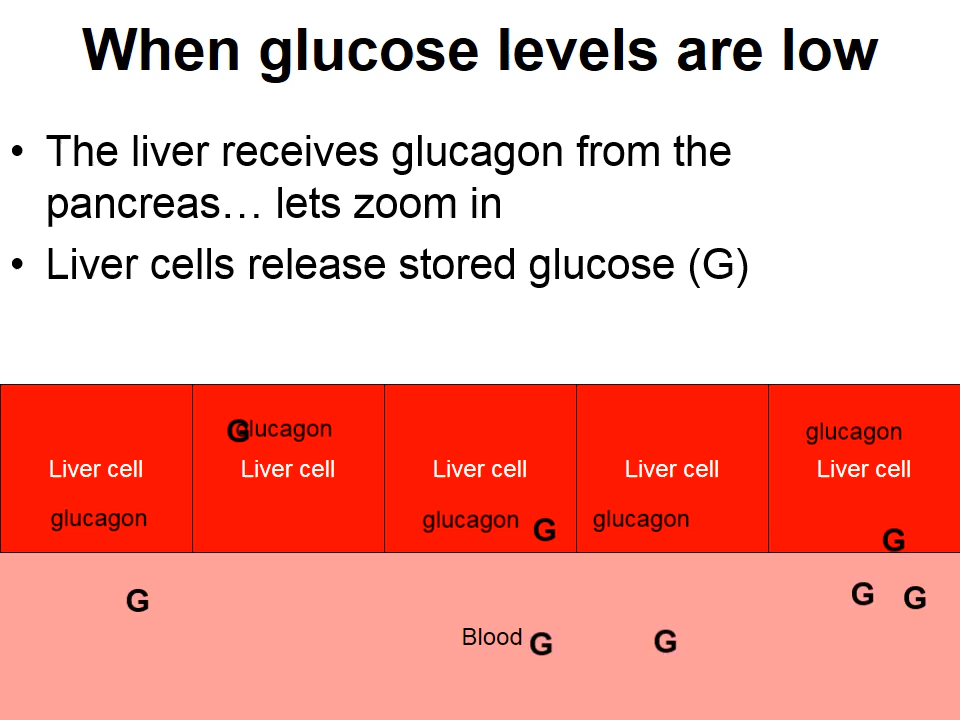 When glucose levels are low
• The liver receives glucagon from the
pancreas… lets zoom in
• Liver cells release stored glucose (G)
G glucagon
glucagon
Liver cell Liver cell Liver cell Liver cell Liver cell
glucagon glucagon G glucagon
G
G G G
Blood G G